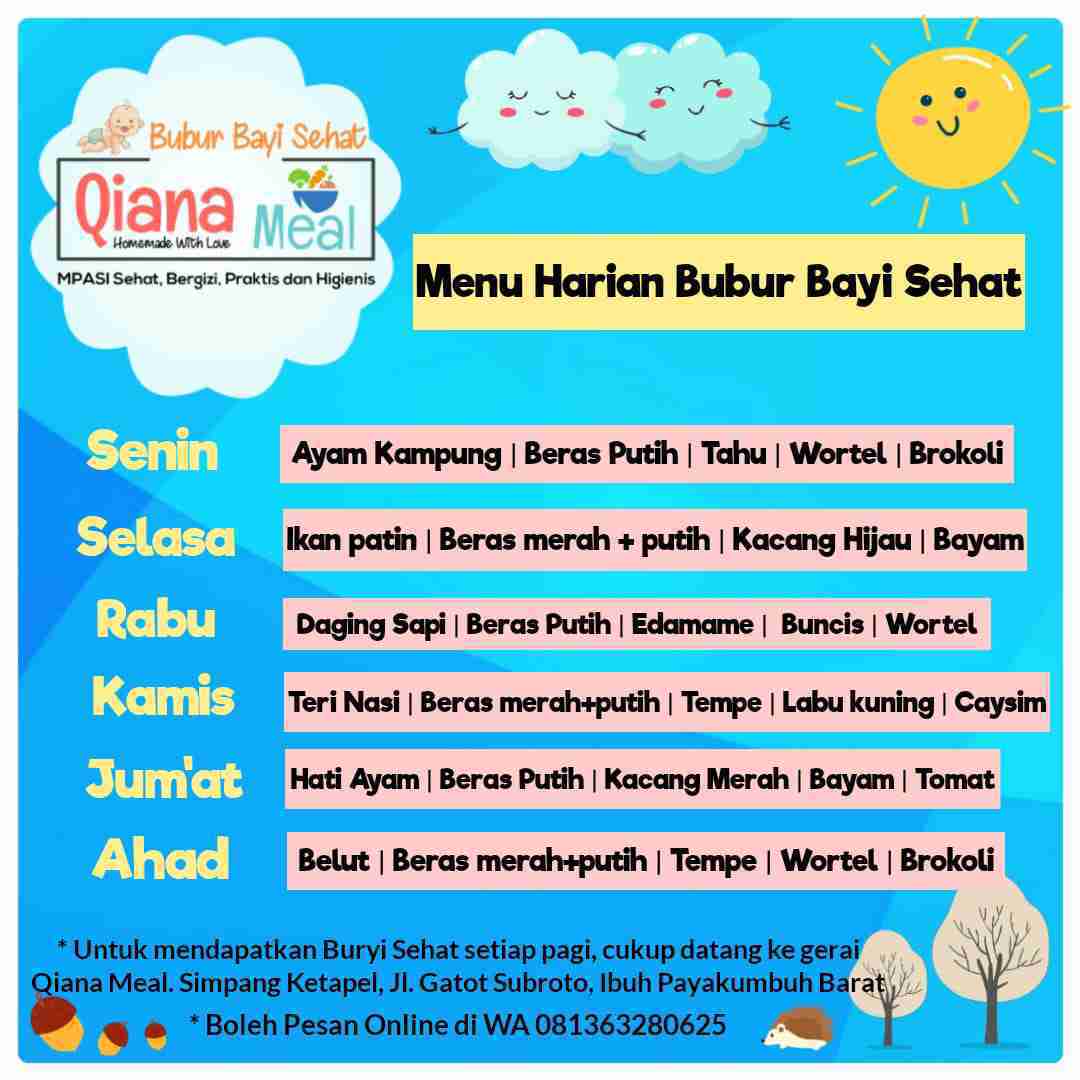 Bubur Bayi Sehat
Qiana Meal
Homemade With Love
MPASI Sehat, Bergizi, Praktis dan Higienis
Menu Harian Bubur Bayi Sehat
Senin Ayam Kampung | Beras Putih | Tahu | Wortel | Brokoli
Selasa Ikan patin | Beras merah + putih | Kacang Hijau | Bayam
Rabu Daging Sapi | Beras Putih | Edamame | Buncis | Wortel
Kamis Teri Nasi | Beras merah+putih | Tempe | Labu kuning | Caysim
Jum'at Hati Ayam | Beras Putih | Kacang Merah | Bayam | Tomat
Ahad Belut | Beras merah+putih | Tempe | Wortel | Brokoli
* Untuk mendapatkan Buryi Sehat setiap pagi, cukup datang ke gerai
Qiana Meal. Simpang Ketapel, Jl. Gatot Subroto, Ibuh Payakumbuh Barat
* Boleh Pesan Online di WA 081363280625